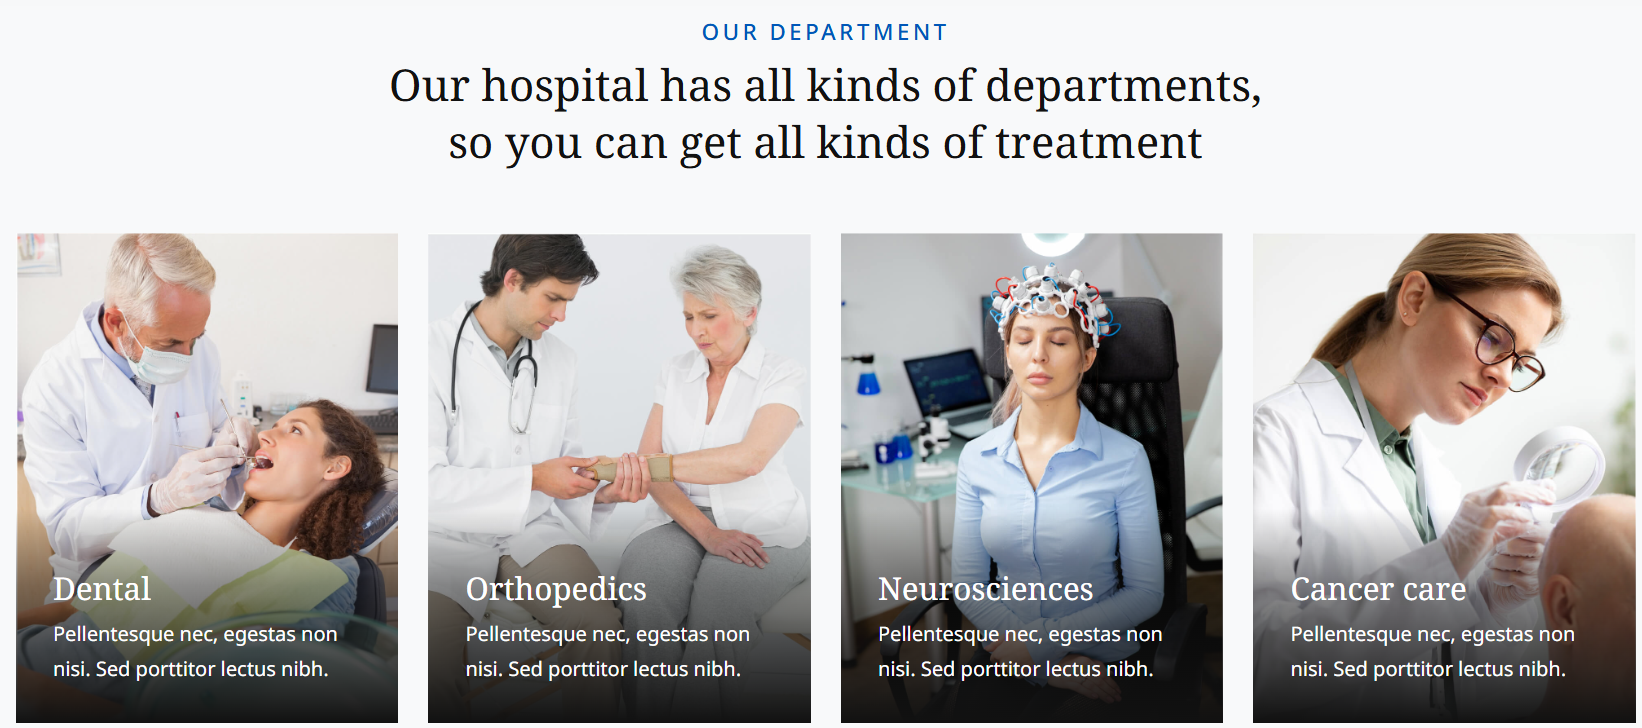 OUR DEPARTMENT
Our hospital has all kinds of departments,
so you can get all kinds of treatment
Dental
Pellentesque nec, egestas non
nisi. Sed porttitor lectus nibh.
Orthopedics
Pellentesque nec, egestas non
nisi. Sed porttitor lectus nibh.
Neurosciences
Pellentesque nec, egestas non
nisi. Sed porttitor lectus nibh.
Cancer care
Pellentesque nec, egestas non
nisi. Sed porttitor lectus nibh.